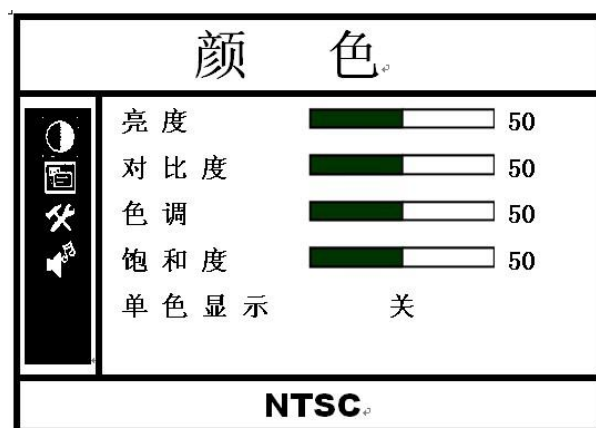 颜 色
亮 度 50
对 比 度 50
色 调 50
饱 和 度 50
单 色 显 示 关
NTSC